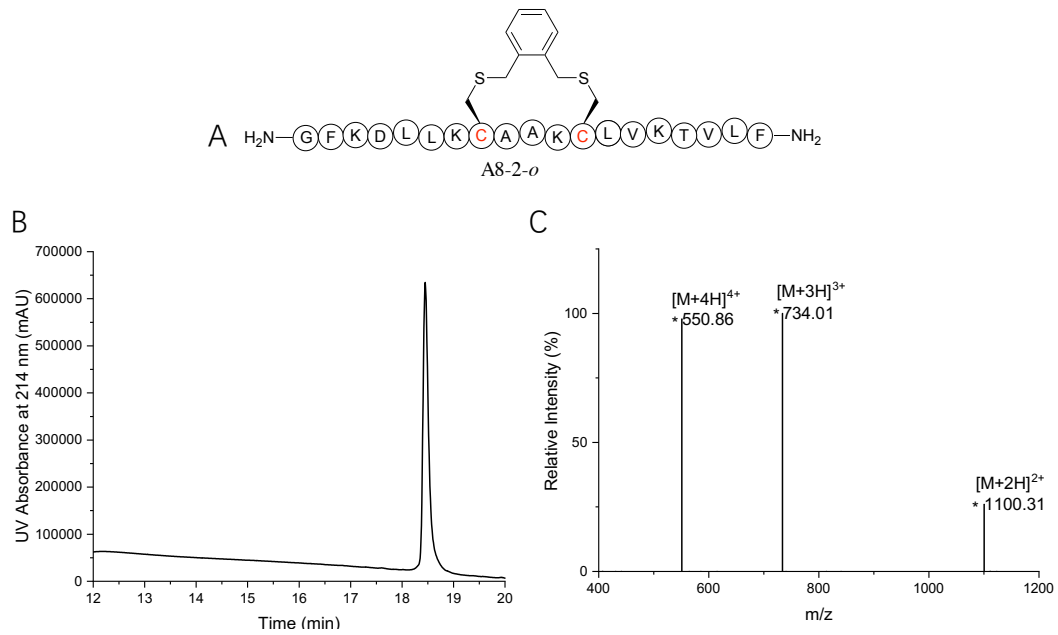 S S
A H₂N G F K D L L K C A A K C L V K T V L F NH₂
A8-2-o
B
UV Absorbance at 214 nm (mAU)
700000
600000
500000
400000
300000
200000
100000
0
12 13 14 15 16 17 18 19 20
Time (min)
C
Relative Intensity (%)
100
50
0
[M+4H]⁴⁺
* 550.86
[M+3H]³⁺
* 734.01
[M+2H]²⁺
* 1100.31
400 600 800 1000 1200
m/z